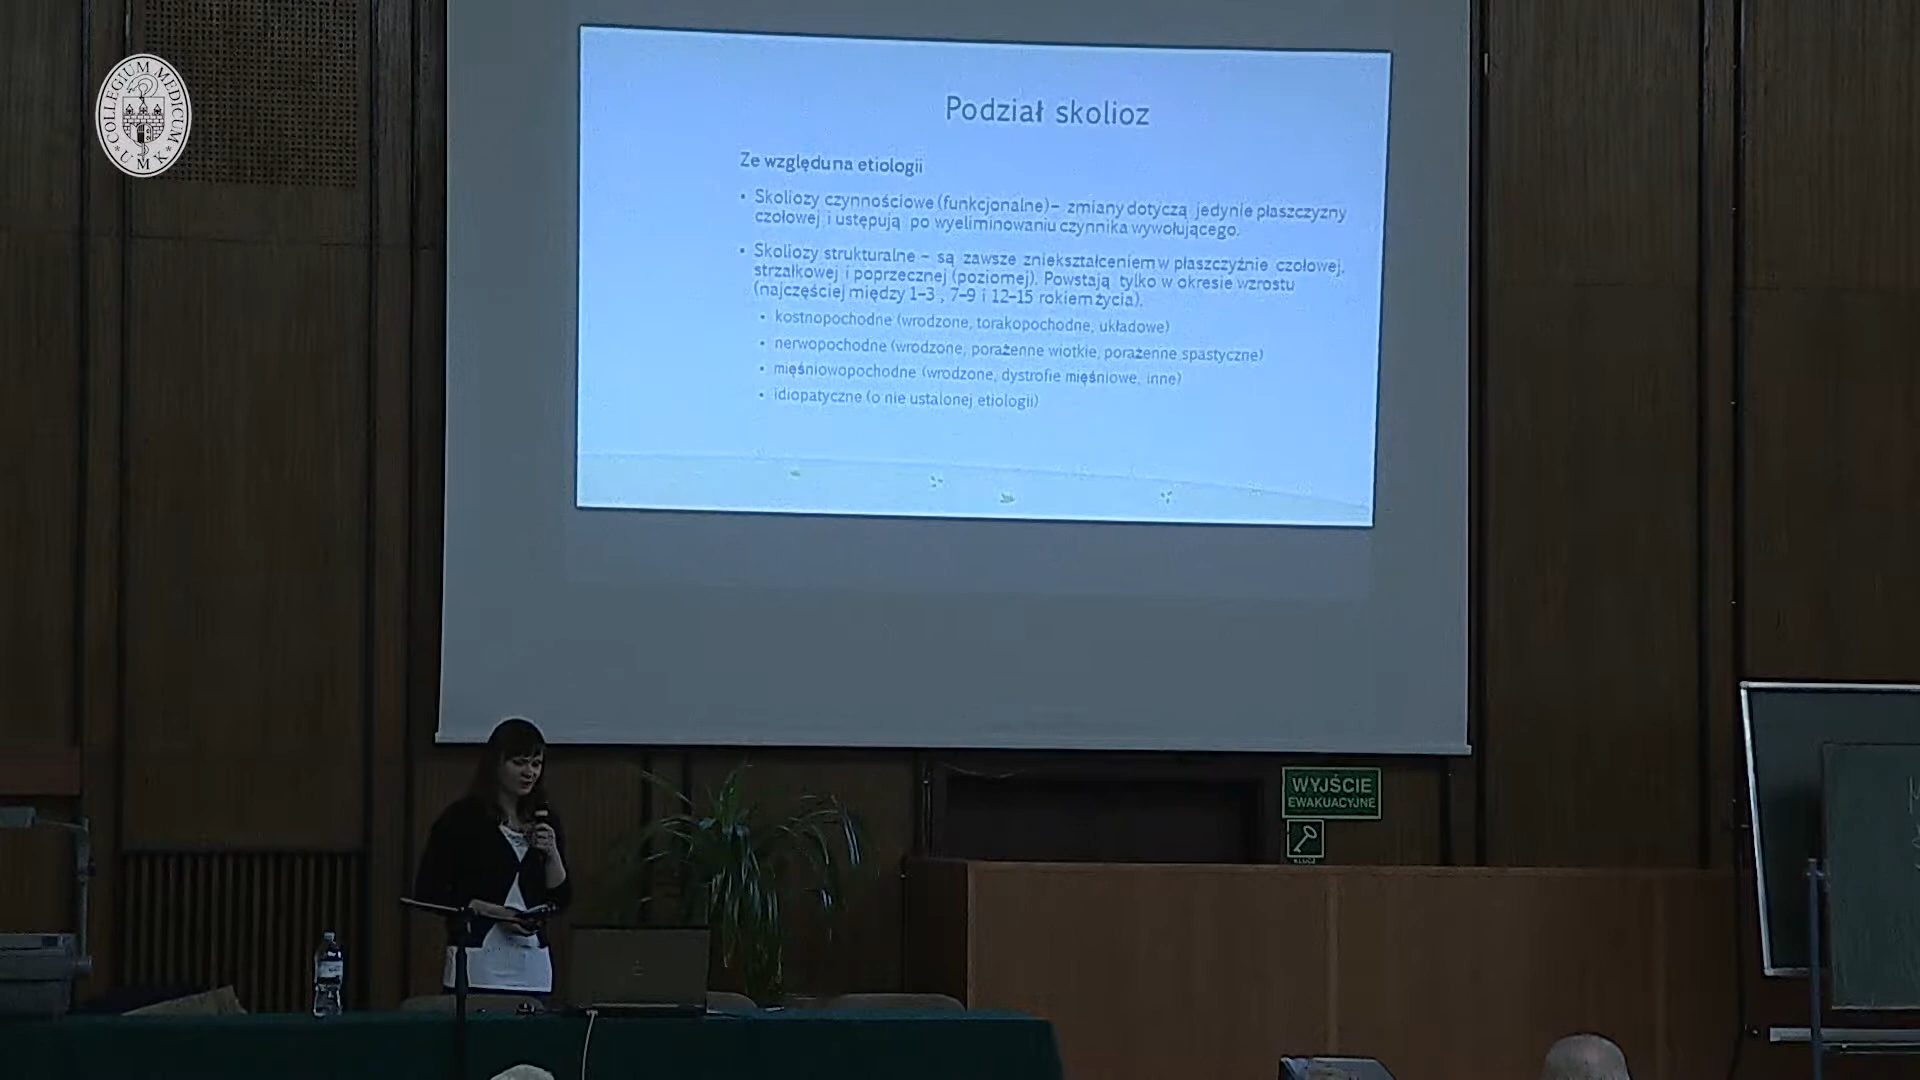 COLLEGIUM MEDICUM
* UMK *
Podział skolioz
Ze względu na etiologii
• Skoliozy czynnościowe (funkcjonalne) – zmiany dotyczą jedynie płaszczyzny
czołowej i ustępują po wyeliminowaniu czynnika wywołującego.
• Skoliozy strukturalne – są zawsze zniekształceniem w płaszczyźnie czołowej,
strzałkowej i poprzecznej (poziomej). Powstają tylko w okresie wzrostu
(najczęściej między 1–3 , 7–9 i 12–15 rokiem życia).
• kostnopochodne (wrodzone, torakopochodne, układowe)
• nerwopochodne (wrodzone, porażenne wiotkie, porażenne spastyczne)
• mięśniowopochodne (wrodzone, dystrofie mięśniowe, inne)
• idiopatyczne (o nie ustalonej etiologii)
WYJŚCIE
EWAKUACYJNE
KLUCZ